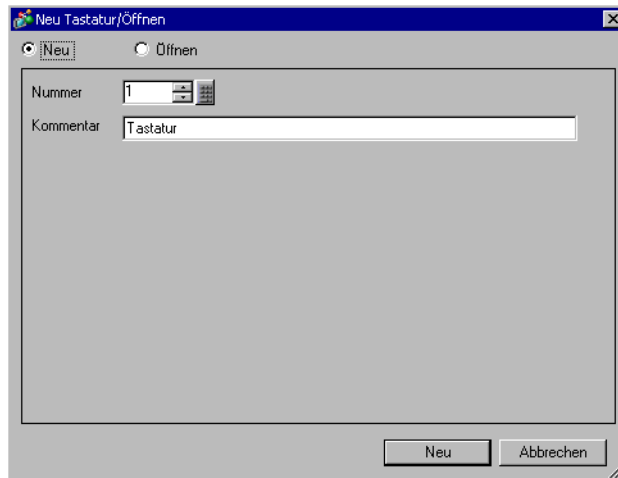 Neu Tastatur/Öffnen
Neu Öffnen
Nummer 1
Kommentar Tastatur
Neu Abbrechen